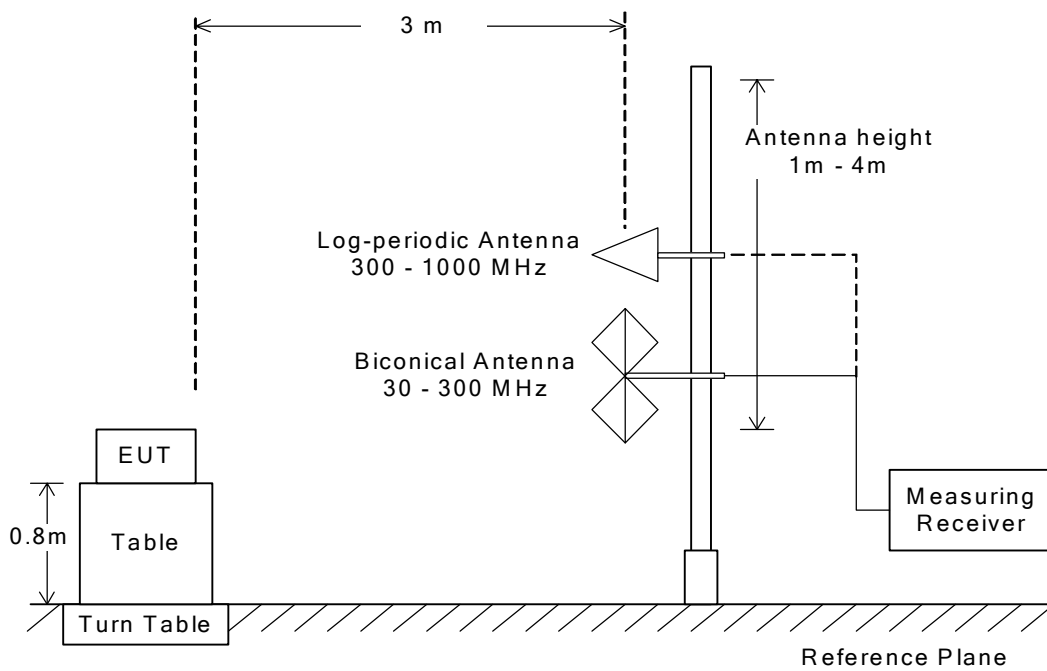 3 m
Antenna height
1m - 4m
Log-periodic Antenna
300 - 1000 MHz
Biconical Antenna
30 - 300 MHz
EUT
0.8m
Table
Measuring
Receiver
Turn Table
Reference Plane